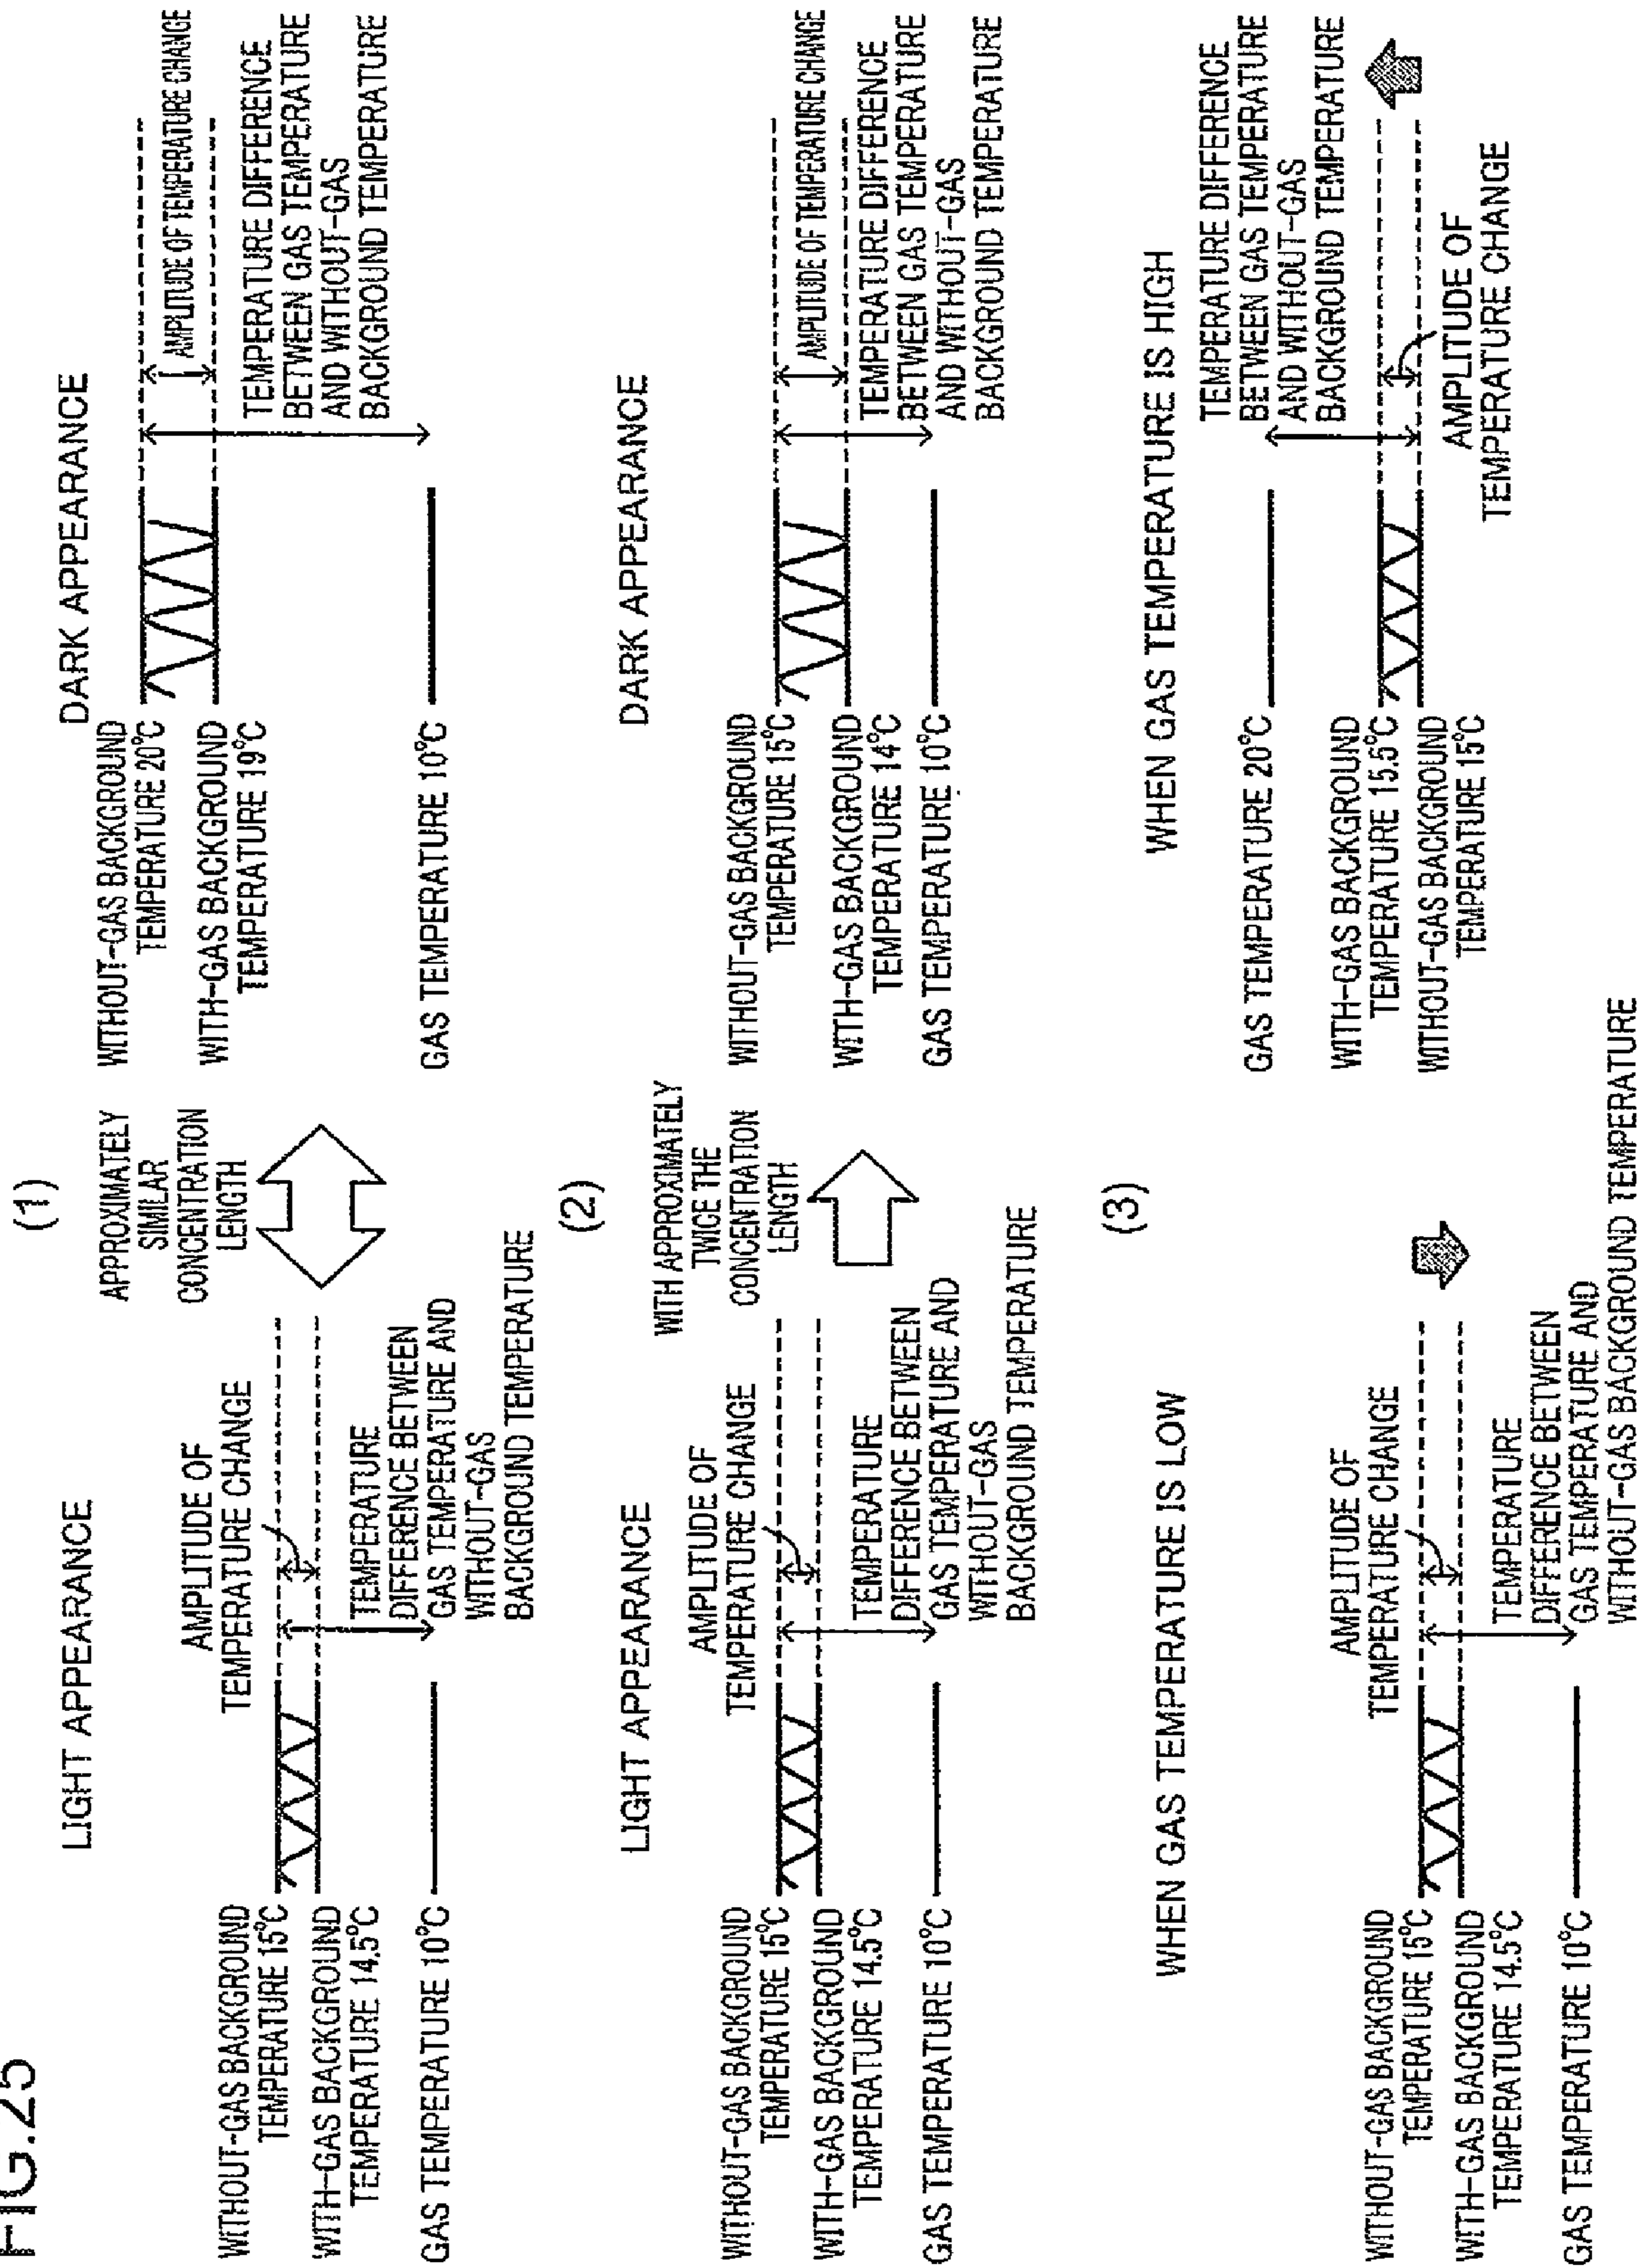 FIG.25
(1)
LIGHT APPEARANCE
WITHOUT-GAS BACKGROUND
TEMPERATURE 15°C
WITH-GAS BACKGROUND
TEMPERATURE 14.5°C
GAS TEMPERATURE 10°C
AMPLITUDE OF
TEMPERATURE CHANGE
TEMPERATURE
DIFFERENCE BETWEEN
GAS TEMPERATURE AND
WITHOUT-GAS
BACKGROUND TEMPERATURE
APPROXIMATELY
SIMILAR
CONCENTRATION
LENGTH
DARK APPEARANCE
WITHOUT-GAS BACKGROUND
TEMPERATURE 20°C
WITH-GAS BACKGROUND
TEMPERATURE 19°C
GAS TEMPERATURE 10°C
AMPLITUDE OF TEMPERATURE CHANGE
TEMPERATURE DIFFERENCE
BETWEEN GAS TEMPERATURE
AND WITHOUT-GAS
BACKGROUND TEMPERATURE
(2)
LIGHT APPEARANCE
WITHOUT-GAS BACKGROUND
TEMPERATURE 15°C
WITH-GAS BACKGROUND
TEMPERATURE 14.5°C
GAS TEMPERATURE 10°C
AMPLITUDE OF
TEMPERATURE CHANGE
TEMPERATURE
DIFFERENCE BETWEEN
GAS TEMPERATURE AND
WITHOUT-GAS
BACKGROUND TEMPERATURE
WITH APPROXIMATELY
TWICE THE
CONCENTRATION
LENGTH
DARK APPEARANCE
WITHOUT-GAS BACKGROUND
TEMPERATURE 15°C
WITH-GAS BACKGROUND
TEMPERATURE 14°C
GAS TEMPERATURE 10°C
AMPLITUDE OF TEMPERATURE CHANGE
TEMPERATURE DIFFERENCE
BETWEEN GAS TEMPERATURE
AND WITHOUT-GAS
BACKGROUND TEMPERATURE
(3)
WHEN GAS TEMPERATURE IS LOW
WITHOUT-GAS BACKGROUND
TEMPERATURE 15°C
WITH-GAS BACKGROUND
TEMPERATURE 14.5°C
GAS TEMPERATURE 10°C
AMPLITUDE OF
TEMPERATURE CHANGE
TEMPERATURE
DIFFERENCE BETWEEN
GAS TEMPERATURE AND
WITHOUT-GAS BACKGROUND TEMPERATURE
WHEN GAS TEMPERATURE IS HIGH
GAS TEMPERATURE 20°C
WITH-GAS BACKGROUND
TEMPERATURE 15.5°C
WITHOUT-GAS BACKGROUND
TEMPERATURE 15°C
TEMPERATURE DIFFERENCE
BETWEEN GAS TEMPERATURE
AND WITHOUT-GAS
BACKGROUND TEMPERATURE
AMPLITUDE OF
TEMPERATURE CHANGE